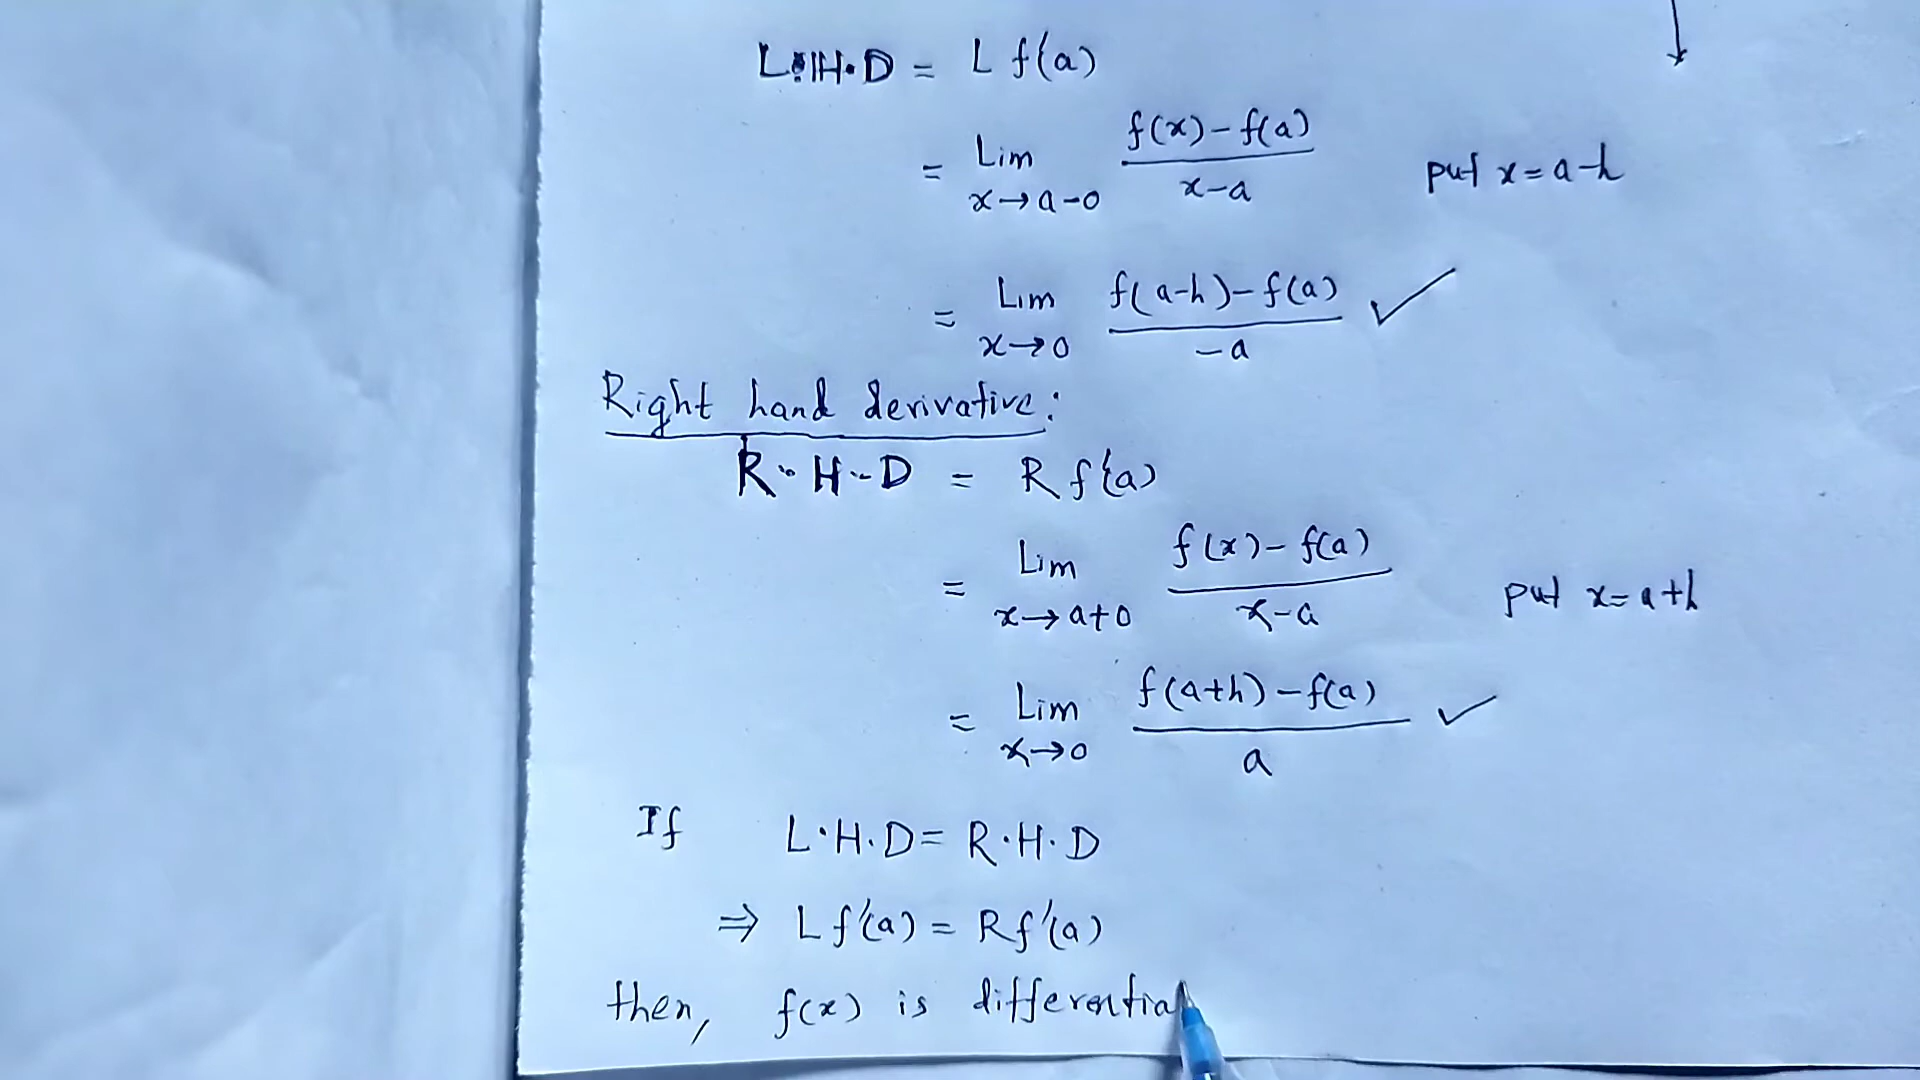 L.H.D = L f'(a)
= Lim x→a-0 f(x)-f(a) / x-a put x=a-h
= Lim x→0 f(a-h)-f(a) / -a ✓
Right hand derivative:
R.H.D = R f'(a)
= Lim x→a+0 f(x)-f(a) / x-a put x=a+h
= Lim x→0 f(a+h)-f(a) / a ✓
If L.H.D = R.H.D
⇒ L f'(a) = R f'(a)
then, f(x) is differentia